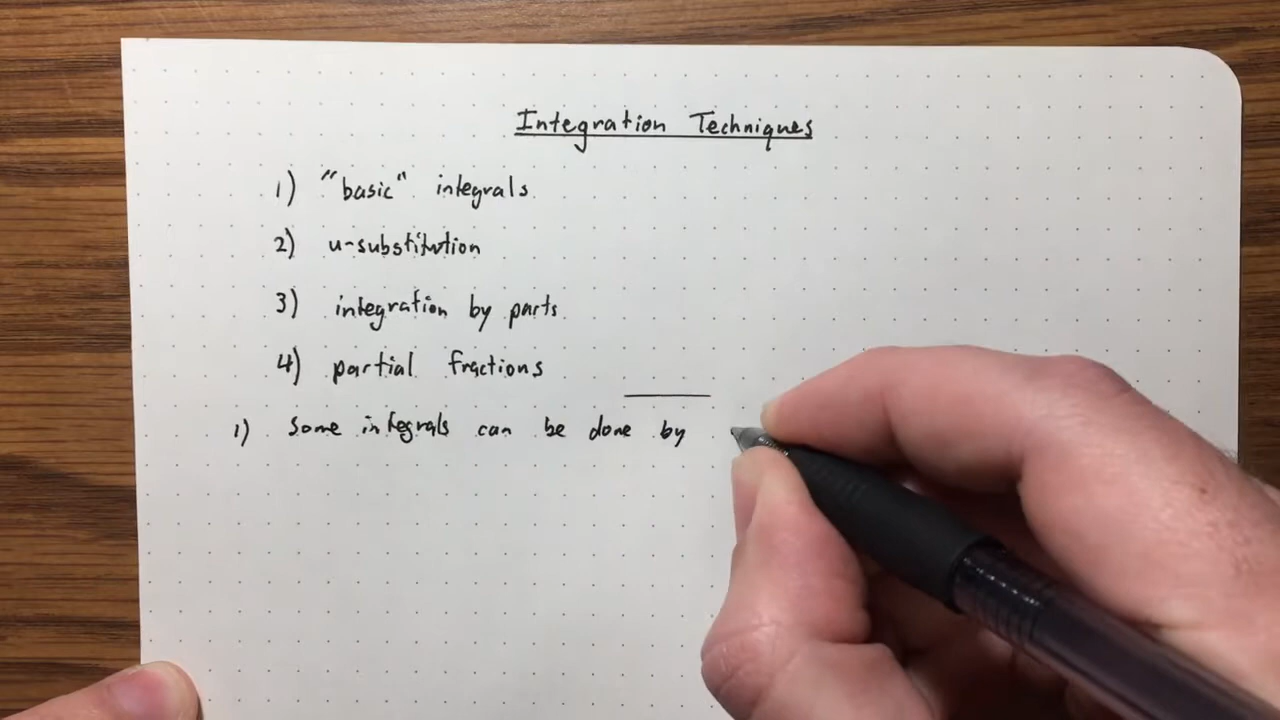 Integration Techniques
1) "basic" integrals
2) u-substitution
3) integration by parts
4) partial fractions
1) Some integrals can be done by